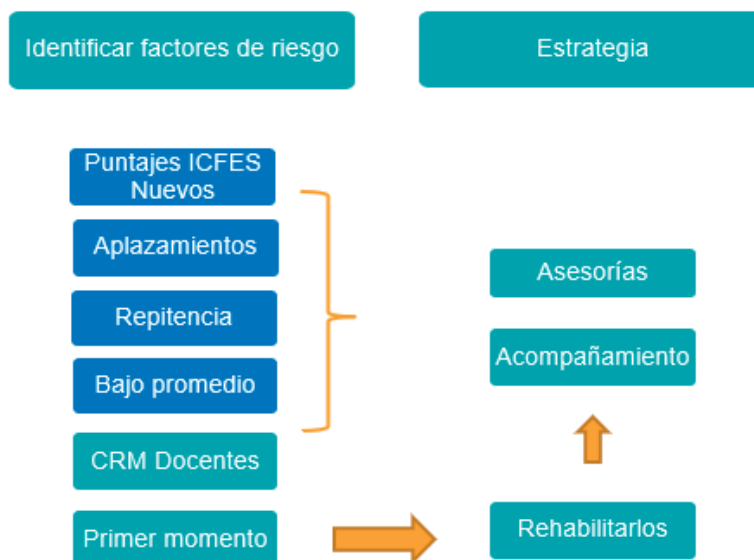 Identificar factores de riesgo
Estrategia
Puntajes ICFES
Nuevos
Aplazamientos
Repitencia
Bajo promedio
CRM Docentes
Primer momento
Asesorías
Acompañamiento
Rehabilitarlos